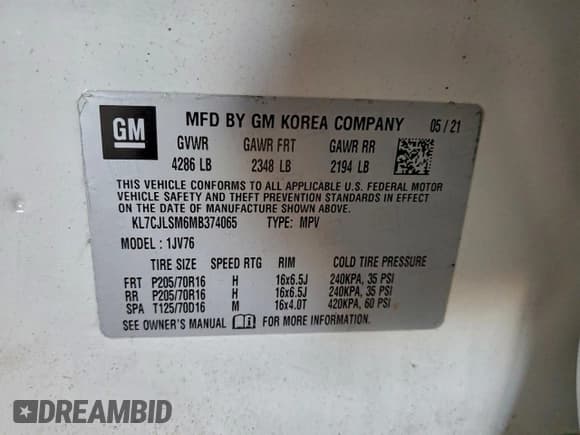 GM
MFD BY GM KOREA COMPANY 05 / 21
GVWR GAWR FRT GAWR RR
4286 LB 2348 LB 2194 LB
THIS VEHICLE CONFORMS TO ALL APPLICABLE U.S. FEDERAL MOTOR
VEHICLE SAFETY AND THEFT PREVENTION STANDARDS IN EFFECT
ON THE DATE OF MANUFACTURE SHOWN ABOVE.
KL7CJLSM6MB374065 TYPE: MPV
MODEL : 1JV76
TIRE SIZE SPEED RTG RIM COLD TIRE PRESSURE
FRT P205/70R16 H 16x6.5J 240KPA, 35 PSI
RR P205/70R16 H 16x6.5J 240KPA, 35 PSI
SPA T125/70D16 M 16x4.0T 420KPA, 60 PSI
SEE OWNER'S MANUAL FOR MORE INFORMATION
DREAMBID